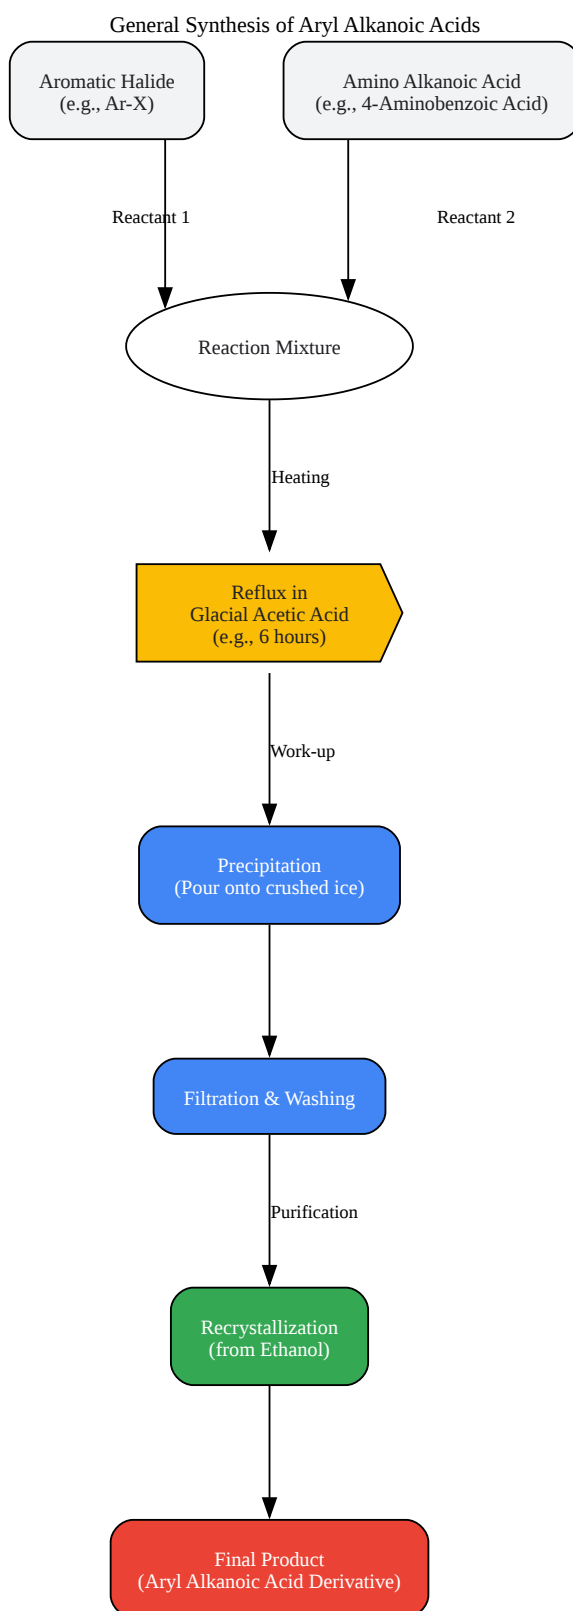 General Synthesis of Aryl Alkanoic Acids
Aromatic Halide
(e.g., Ar-X)
Amino Alkanoic Acid
(e.g., 4-Aminobenzoic Acid)
Reactant 1
Reactant 2
Reaction Mixture
Heating
Reflux in
Glacial Acetic Acid
(e.g., 6 hours)
Work-up
Precipitation
(Pour onto crushed ice)
Filtration & Washing
Purification
Recrystallization
(from Ethanol)
Final Product
(Aryl Alkanoic Acid Derivative)